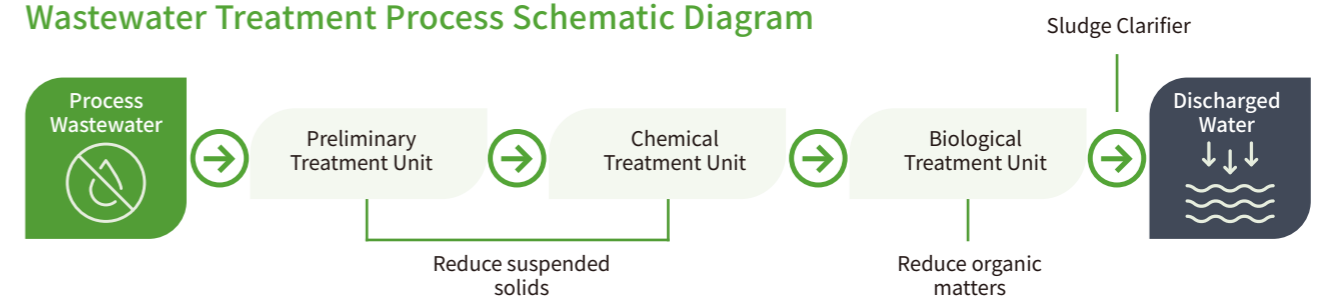 Wastewater Treatment Process Schematic Diagram
Sludge Clarifier
Process
Wastewater
Preliminary
Treatment Unit
Chemical
Treatment Unit
Biological
Treatment Unit
Discharged
Water
Reduce suspended
solids
Reduce organic
matters